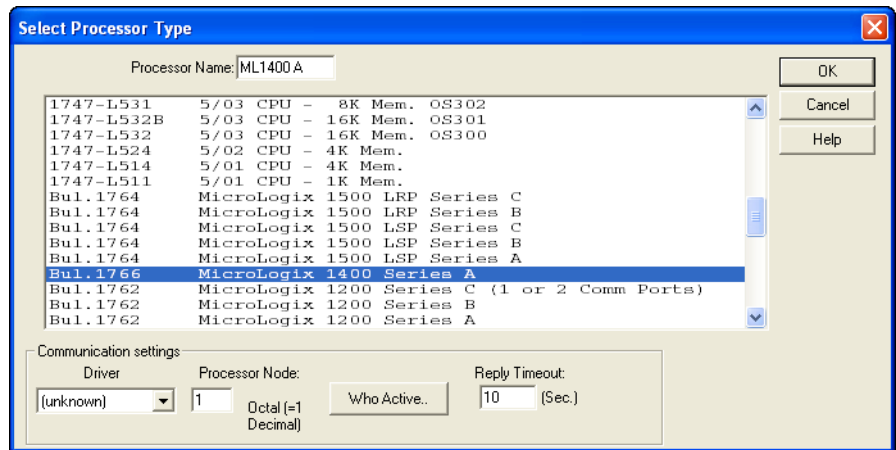 Select Processor Type
Processor Name: ML1400 A
OK
Cancel
Help
1747-L531 5/03 CPU - 8K Mem. OS302
1747-L532B 5/03 CPU - 16K Mem. OS301
1747-L532 5/03 CPU - 16K Mem. OS300
1747-L524 5/02 CPU - 4K Mem.
1747-L514 5/01 CPU - 4K Mem.
1747-L511 5/01 CPU - 1K Mem.
Bul.1764 MicroLogix 1500 LRP Series C
Bul.1764 MicroLogix 1500 LRP Series B
Bul.1764 MicroLogix 1500 LSP Series C
Bul.1764 MicroLogix 1500 LSP Series B
Bul.1764 MicroLogix 1500 LSP Series A
Bul.1766 MicroLogix 1400 Series A
Bul.1762 MicroLogix 1200 Series C (1 or 2 Comm Ports)
Bul.1762 MicroLogix 1200 Series B
Bul.1762 MicroLogix 1200 Series A
Communication settings
Driver
Processor Node:
Reply Timeout:
(unknown)
1
Octal (=1
Decimal)
Who Active..
10 (Sec.)